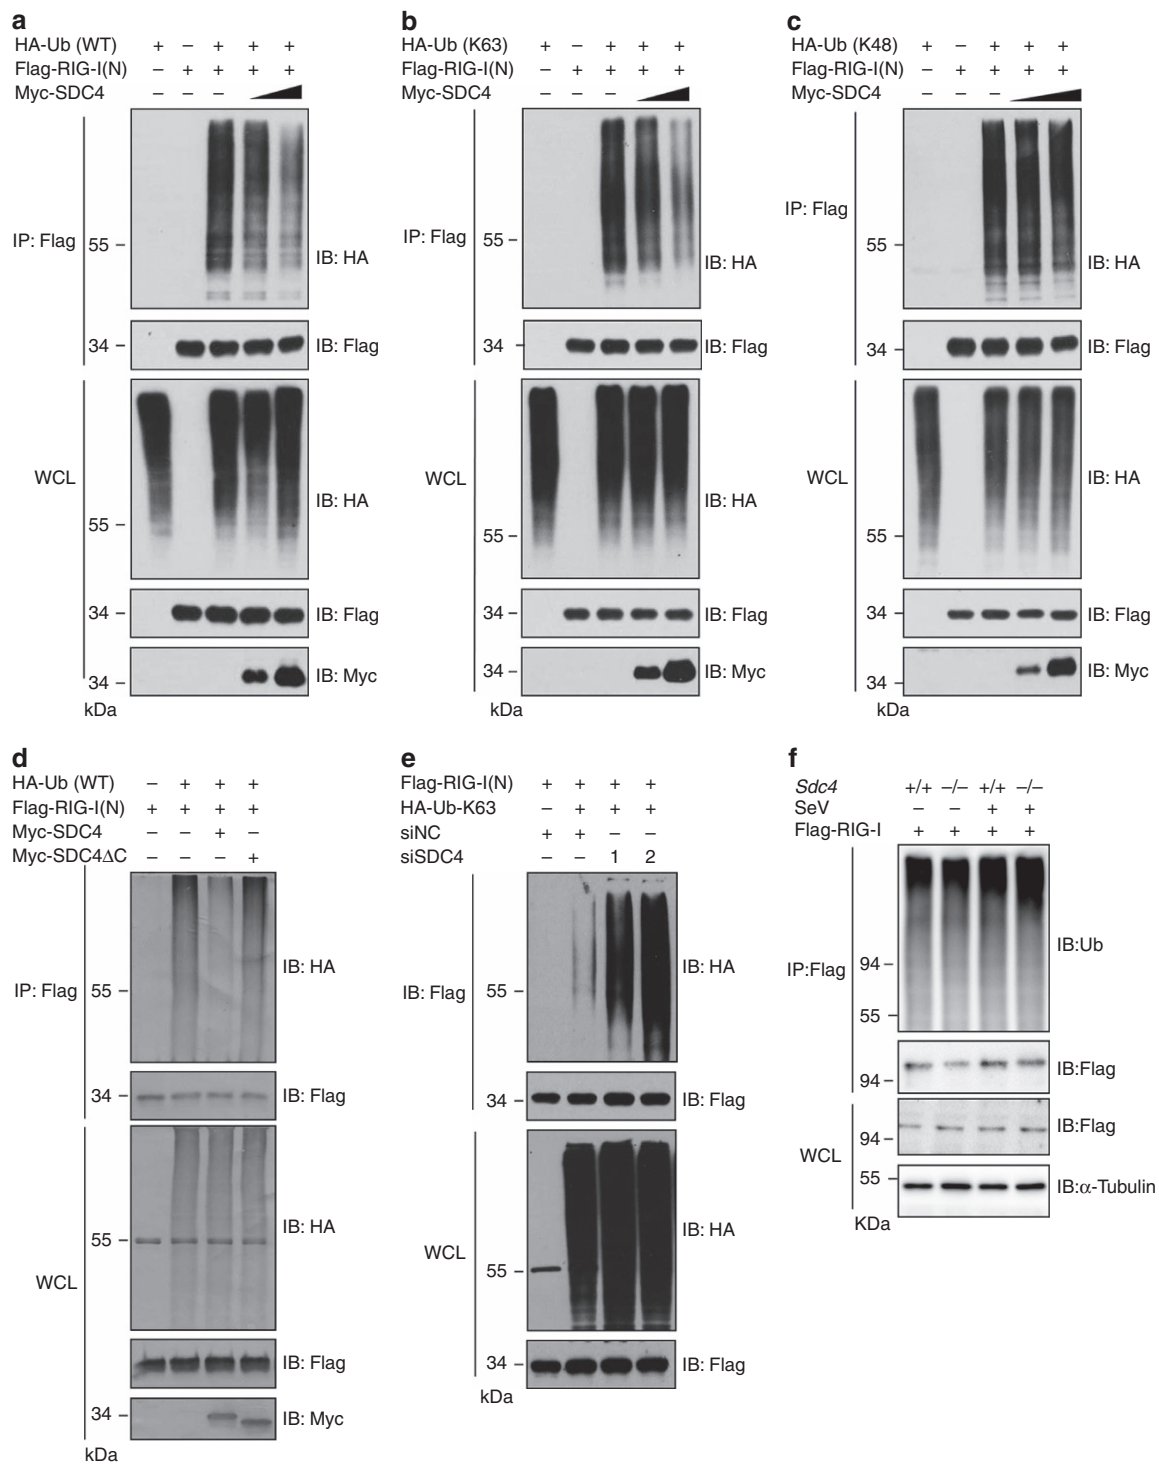 a
HA-Ub (WT) + – + + +
Flag-RIG-I(N) – + + + +
Myc-SDC4 – – –
IP: Flag
55
IB: HA
34
IB: Flag
WCL
IB: HA
55
34
IB: Flag
34
IB: Myc
kDa
b
HA-Ub (K63) + – + + +
Flag-RIG-I(N) – + + + +
Myc-SDC4 – – –
IP: Flag
55
IB: HA
34
IB: Flag
WCL
IB: HA
55
34
IB: Flag
34
IB: Myc
kDa
c
HA-Ub (K48) + – + + +
Flag-RIG-I(N) – + + + +
Myc-SDC4 – – –
IP: Flag
55
IB: HA
34
IB: Flag
WCL
IB: HA
55
34
IB: Flag
34
IB: Myc
kDa
d
HA-Ub (WT) – + + +
Flag-RIG-I(N) + + + +
Myc-SDC4 – – + –
Myc-SDC4ΔC – – – +
IP: Flag
IB: HA
55
34
IB: Flag
IB: HA
55
WCL
IB: Flag
34
IB: Myc
kDa
e
Flag-RIG-I(N) + + + +
HA-Ub-K63 – + + +
siNC + + – –
siSDC4 – – 1 2
IB: Flag
55
IB: HA
34
IB: Flag
WCL
IB: HA
55
34
IB: Flag
kDa
f
Sdc4 +/+ –/– +/+ –/–
SeV – – + +
Flag-RIG-I + + + +
IB:Ub
IP:Flag
94
55
IB:Flag
94
IB:Flag
94
WCL
55
IB:α-Tubulin
KDa